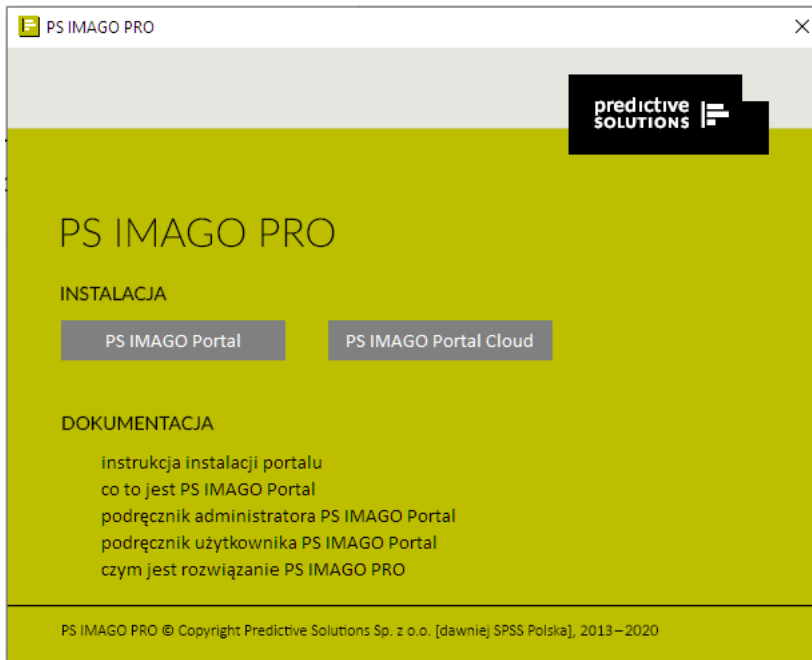 PS IMAGO PRO
predictive
SOLUTIONS
PS IMAGO PRO
INSTALACJA
PS IMAGO Portal
PS IMAGO Portal Cloud
DOKUMENTACJA
instrukcja instalacji portalu
co to jest PS IMAGO Portal
podręcznik administratora PS IMAGO Portal
podręcznik użytkownika PS IMAGO Portal
czym jest rozwiązanie PS IMAGO PRO
PS IMAGO PRO © Copyright Predictive Solutions Sp. z o.o. [dawniej SPSS Polska], 2013–2020